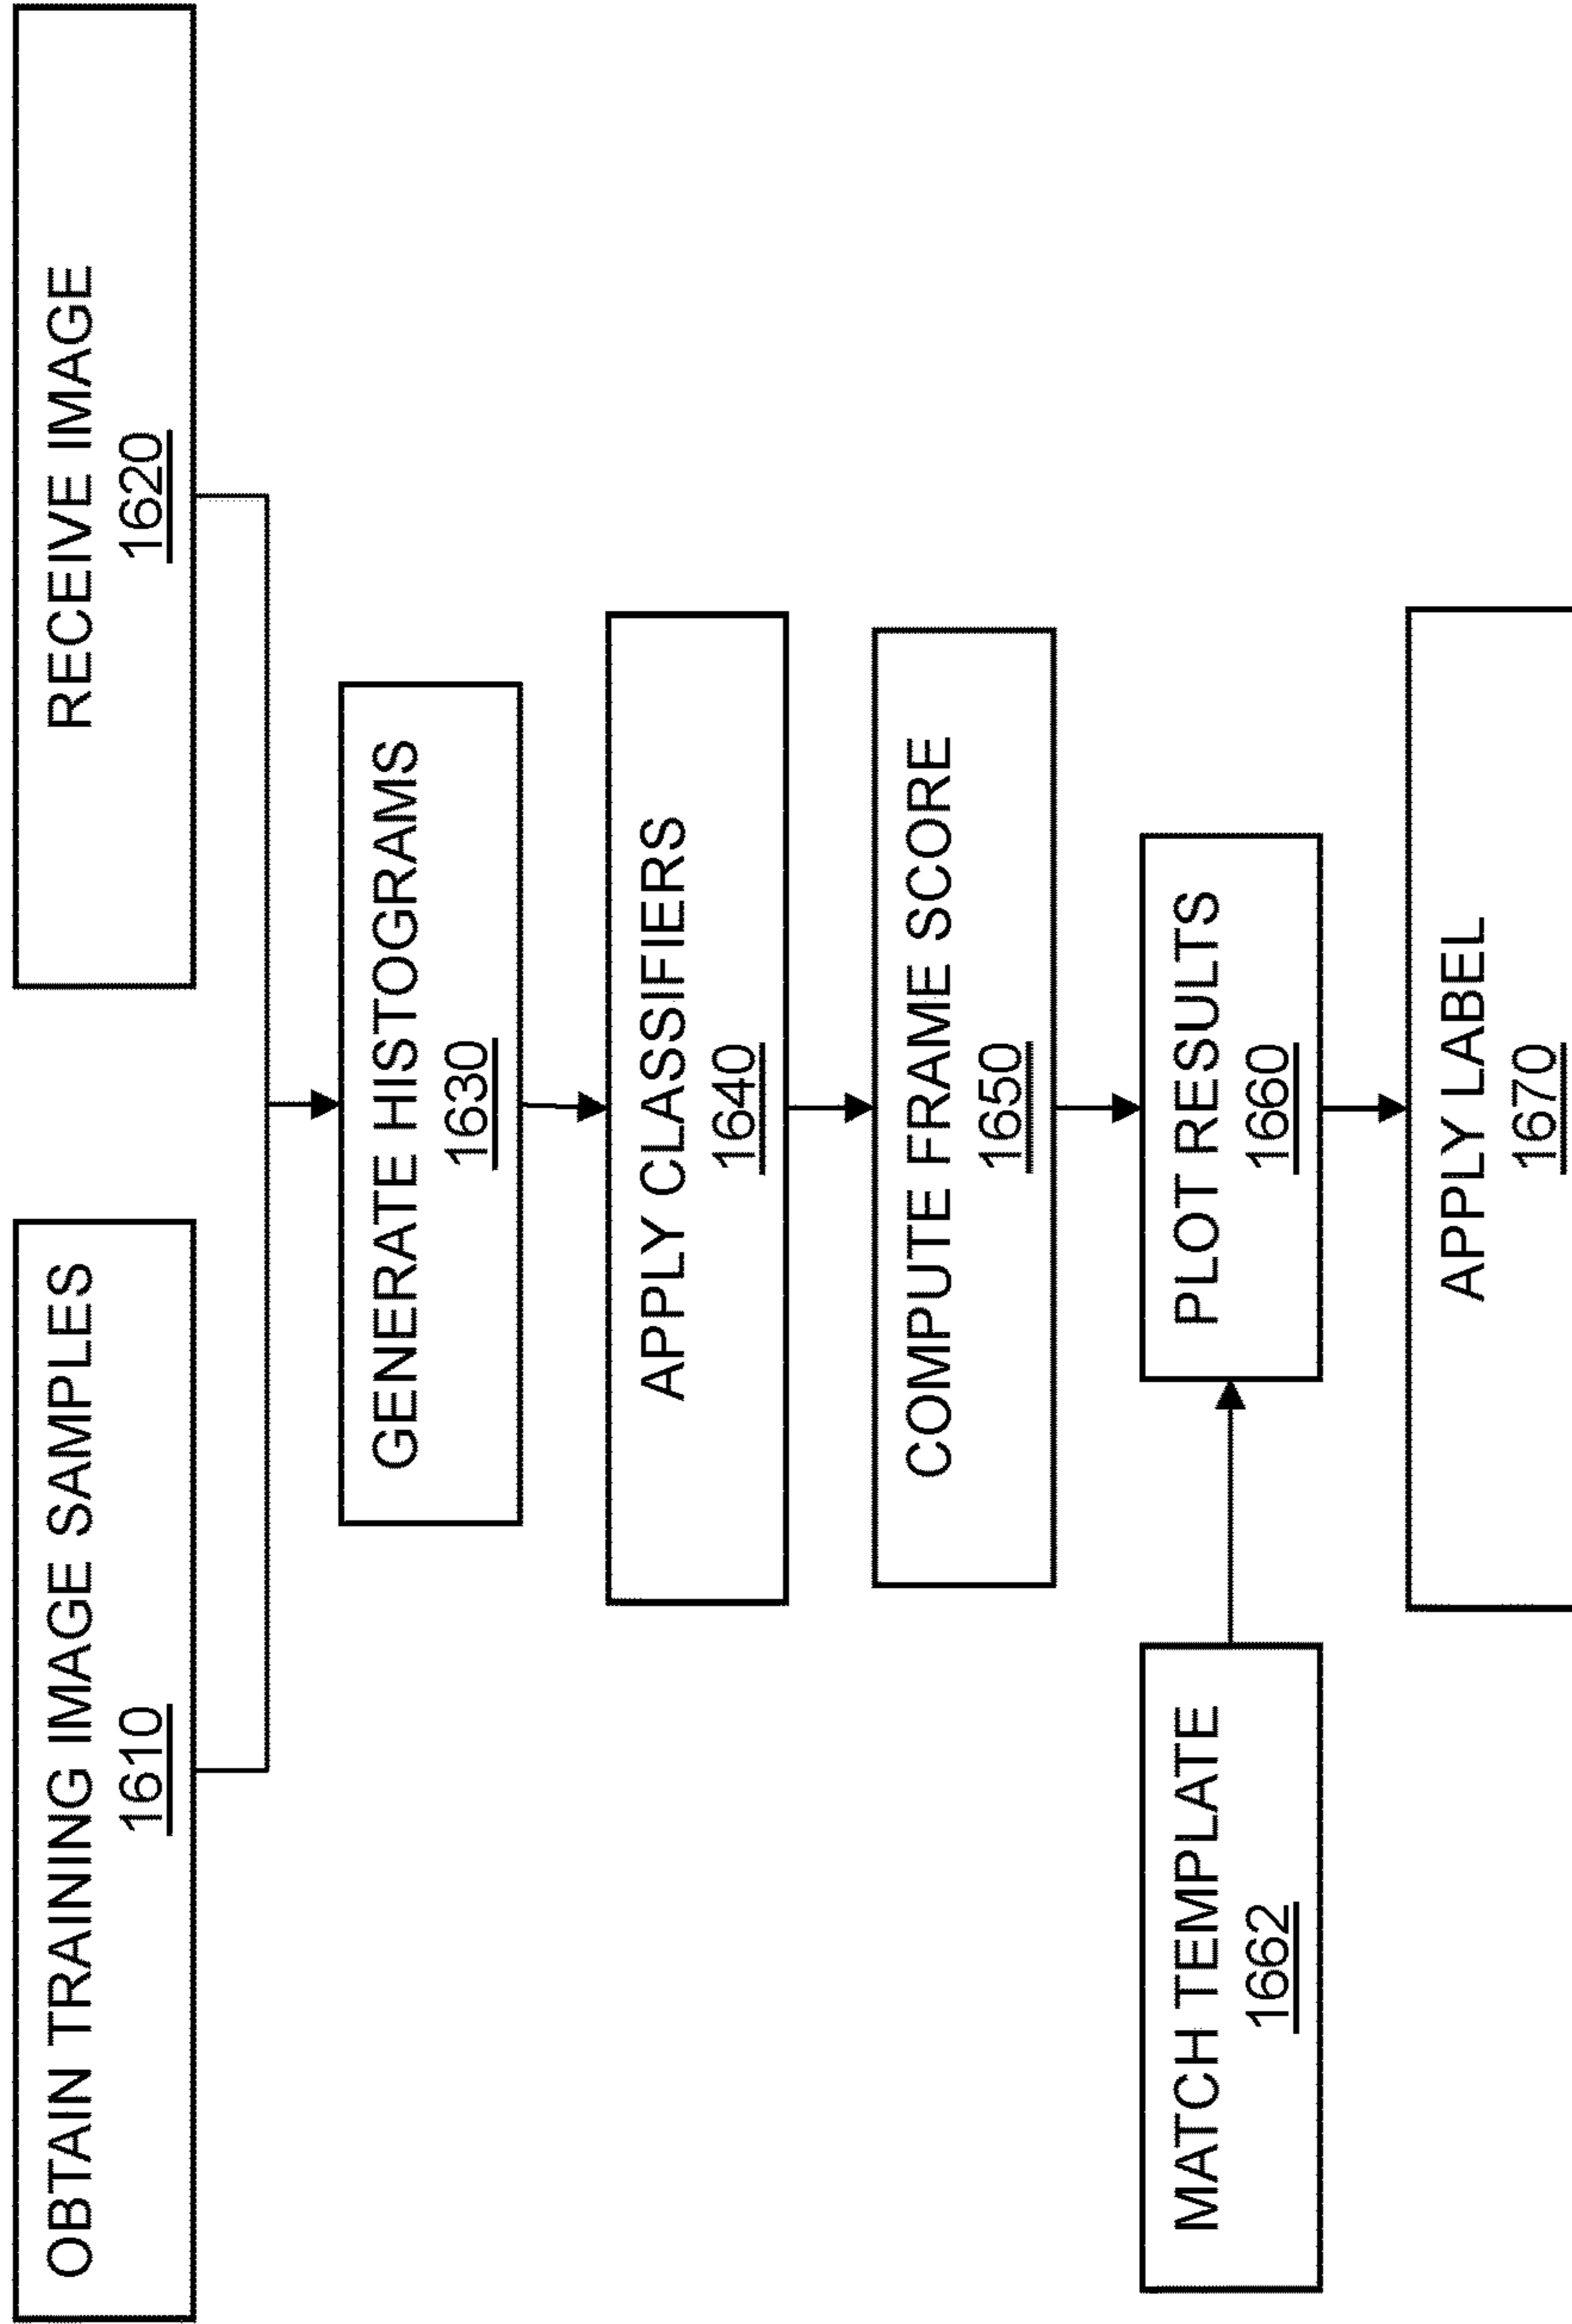 OBTAIN TRAINING IMAGE SAMPLES
1610
RECEIVE IMAGE
1620
GENERATE HISTOGRAMS
1630
APPLY CLASSIFIERS
1640
COMPUTE FRAME SCORE
1650
MATCH TEMPLATE
1662
PLOT RESULTS
1660
APPLY LABEL
1670